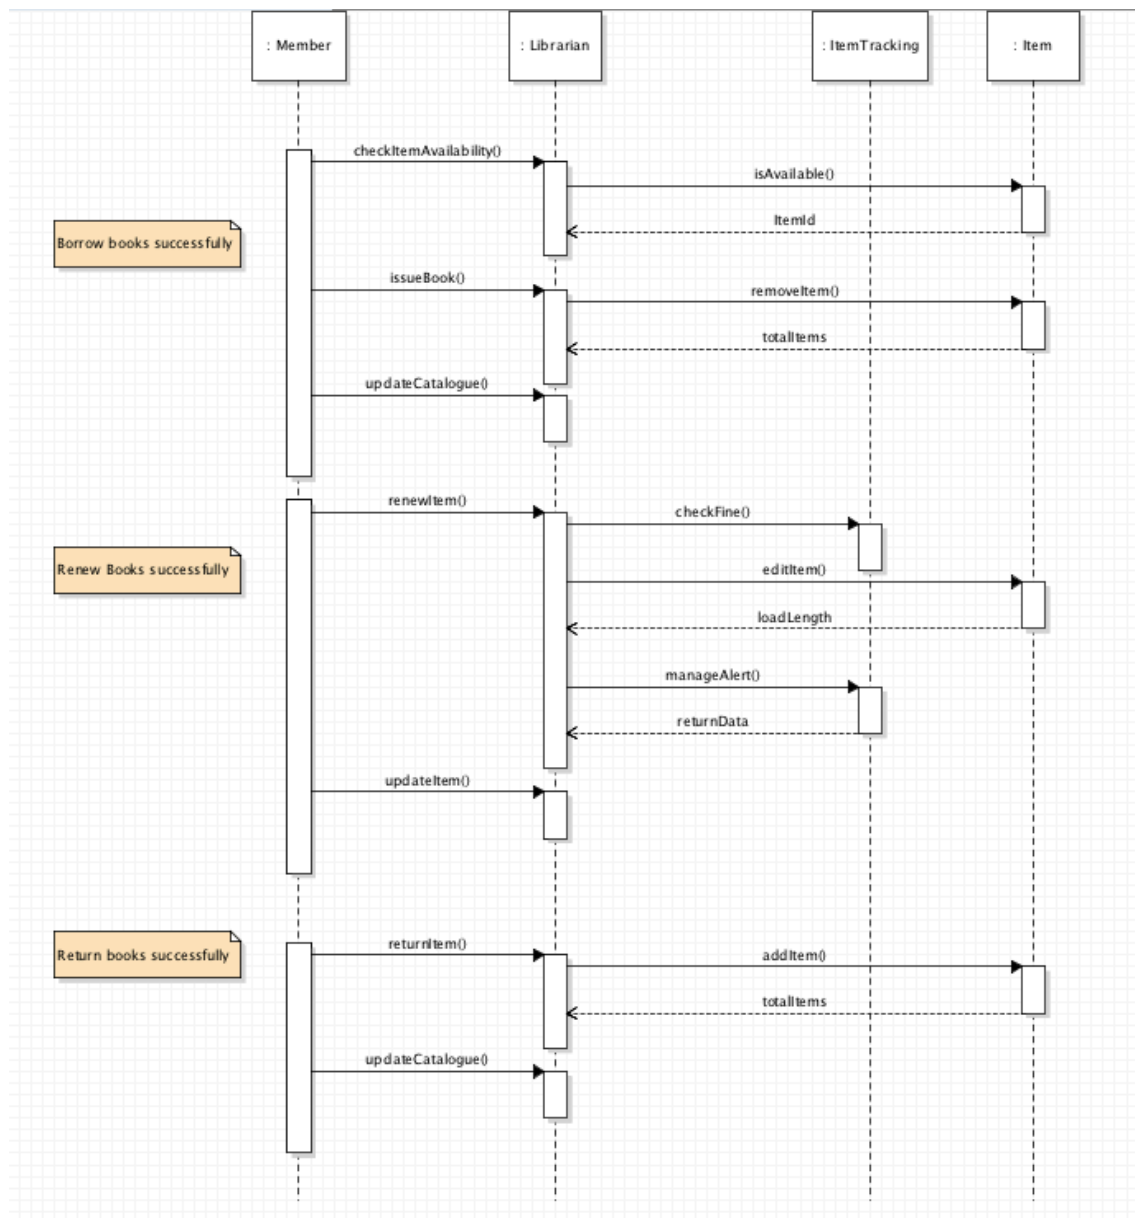 : Member
: Librarian
: ItemTracking
: Item
checkItemAvailability()
isAvailable()
ItemId
Borrow books successfully
issueBook()
removeItem()
totalItems
updateCatalogue()
renewItem()
checkFine()
editItem()
Renew Books successfully
loadLength
manageAlert()
returnData
updateItem()
returnItem()
addItem()
Return books successfully
totalItems
updateCatalogue()